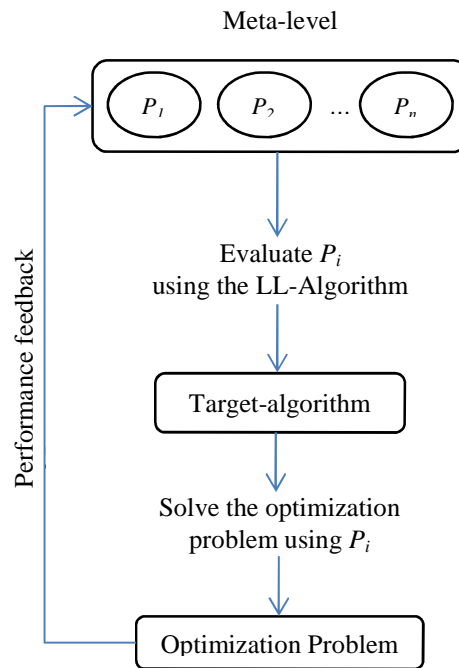 Meta-level
P1 P2 ... Pn
Evaluate Pi
using the LL-Algorithm
Target-algorithm
Performance feedback
Solve the optimization
problem using Pi
Optimization Problem